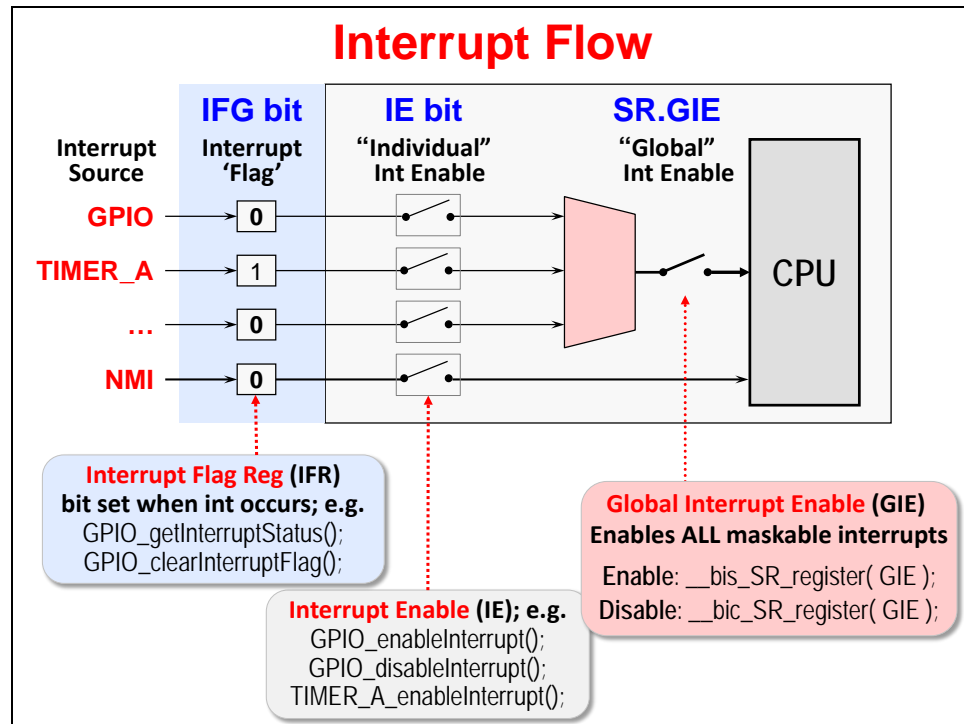 Interrupt Flow
IFG bit
IE bit
SR.GIE
Interrupt
Source
Interrupt
‘Flag’
“Individual”
Int Enable
“Global”
Int Enable
GPIO
0
TIMER_A
1
...
0
NMI
0
CPU
Interrupt Flag Reg (IFR)
bit set when int occurs; e.g.
GPIO_getInterruptStatus();
GPIO_clearInterruptFlag();
Interrupt Enable (IE); e.g.
GPIO_enableInterrupt();
GPIO_disableInterrupt();
TIMER_A_enableInterrupt();
Global Interrupt Enable (GIE)
Enables ALL maskable interrupts
Enable: __bis_SR_register( GIE );
Disable: __bic_SR_register( GIE );